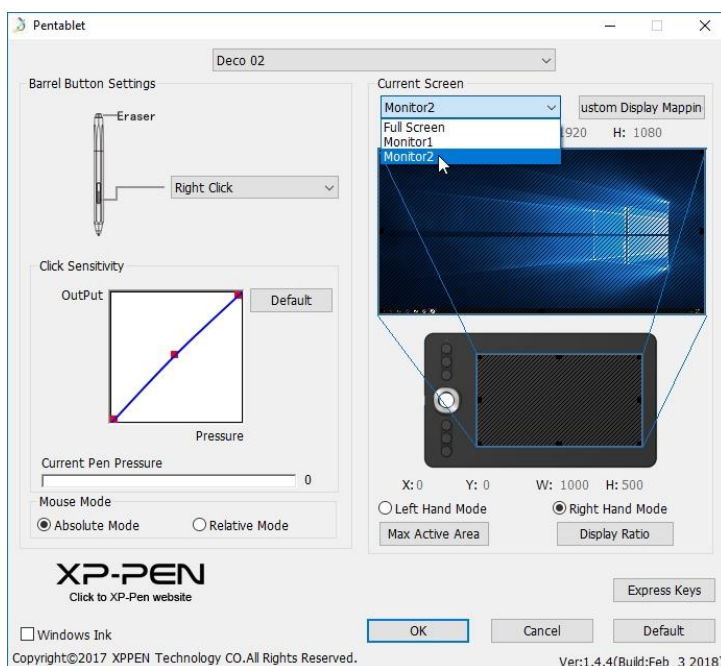 Pentablet
Deco 02
Barrel Button Settings
Eraser
Right Click
Click Sensitivity
OutPut
Default
Pressure
Current Pen Pressure
0
Mouse Mode
Absolute Mode
Relative Mode
XP-PEN
Click to XP-Pen website
Current Screen
Monitor2
ustom Display Mappin
Full Screen
Monitor1
Monitor2
1920 H: 1080
X: 0 Y: 0 W: 1000 H: 500
Left Hand Mode
Right Hand Mode
Max Active Area
Display Ratio
Express Keys
Windows Ink
OK
Cancel
Default
Copyright©2017 XPPEN Technology CO.All Rights Reserved.
Ver:1.4.4(Build:Feb 3 2018)